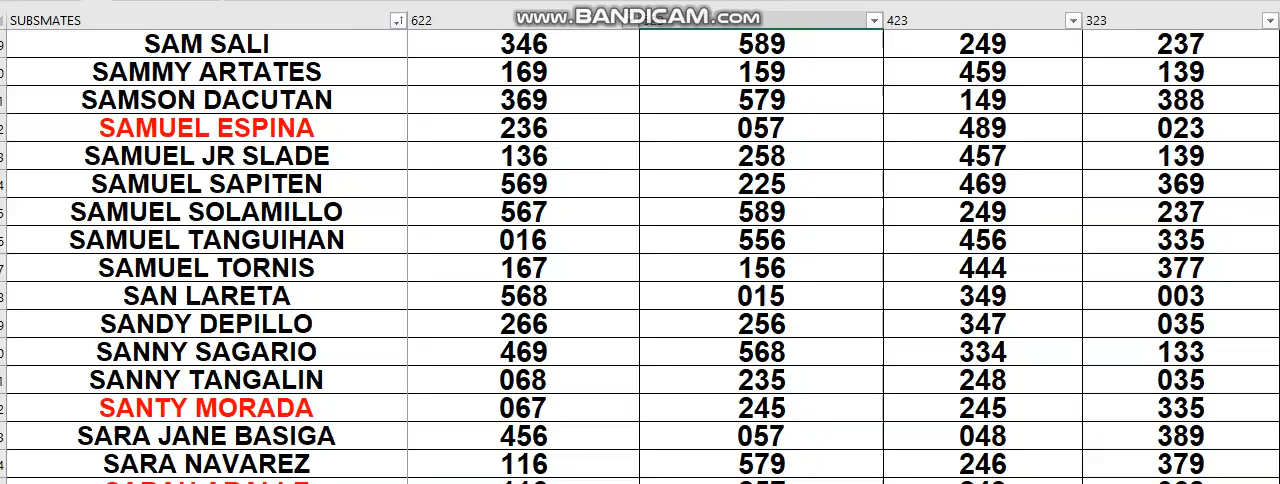 www.BANDICAM.com
SUBSMATES 622 423 323
SAM SALI 346 589 249 237
SAMMY ARTATES 169 159 459 139
SAMSON DACUTAN 369 579 149 388
SAMUEL ESPINA 236 057 489 023
SAMUEL JR SLADE 136 258 457 139
SAMUEL SAPITEN 569 225 469 369
SAMUEL SOLAMILLO 567 589 249 237
SAMUEL TANGUIHAN 016 556 456 335
SAMUEL TORNIS 167 156 444 377
SAN LARETA 568 015 349 003
SANDY DEPILLO 266 256 347 035
SANNY SAGARIO 469 568 334 133
SANNY TANGALIN 068 235 248 035
SANTY MORADA 067 245 245 335
SARA JANE BASIGA 456 057 048 389
SARA NAVAREZ 116 579 246 379